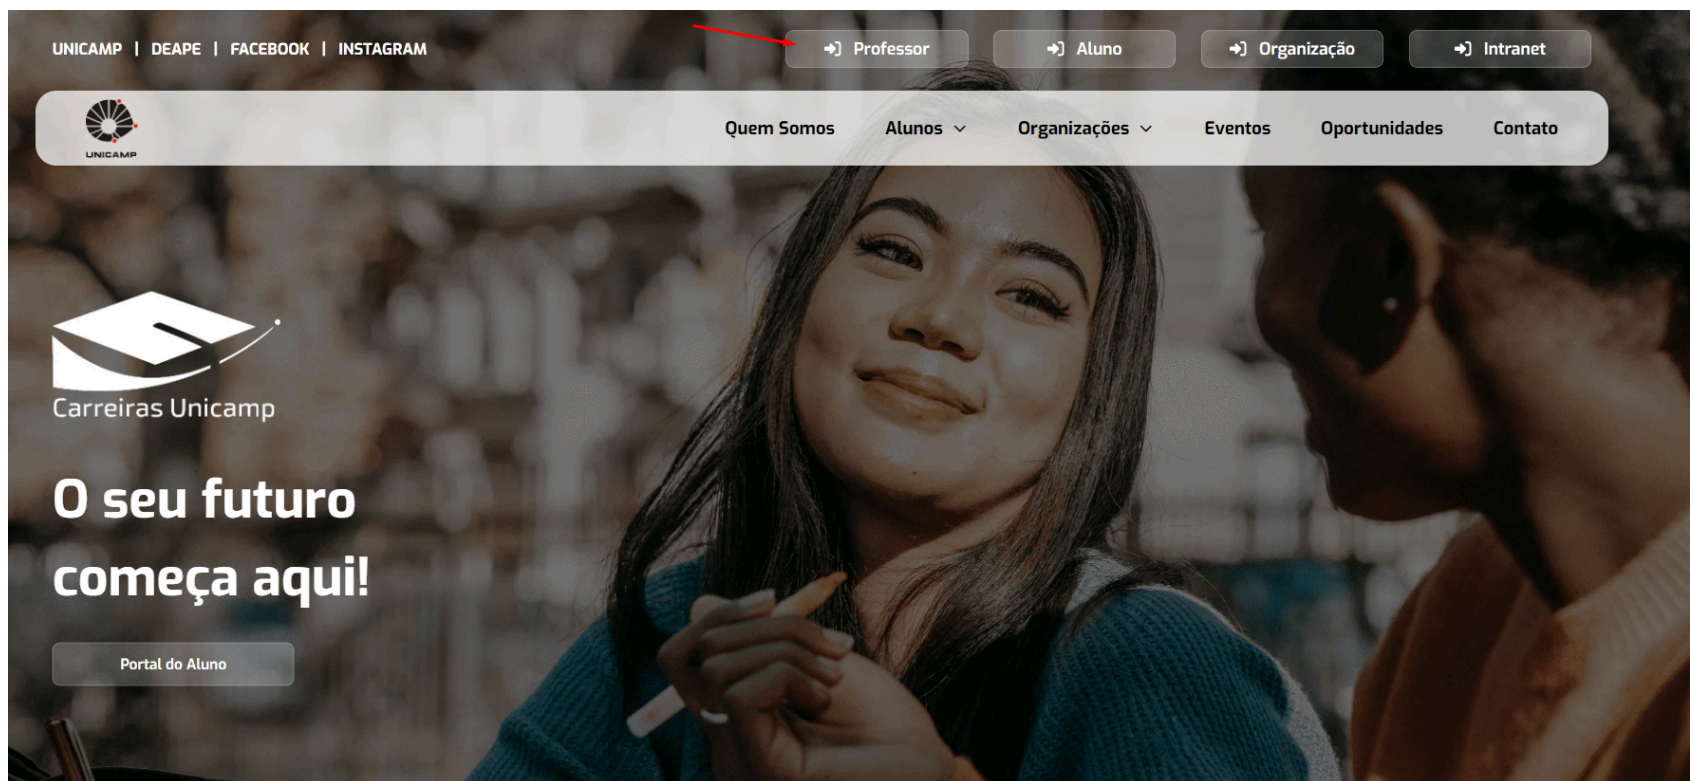 UNICAMP | DEAPE | FACEBOOK | INSTAGRAM
Professor
Aluno
Organização
Intranet
UNICAMP
Quem Somos
Alunos
Organizações
Eventos
Oportunidades
Contato
Carreiras Unicamp
O seu futuro
começa aqui!
Portal do Aluno